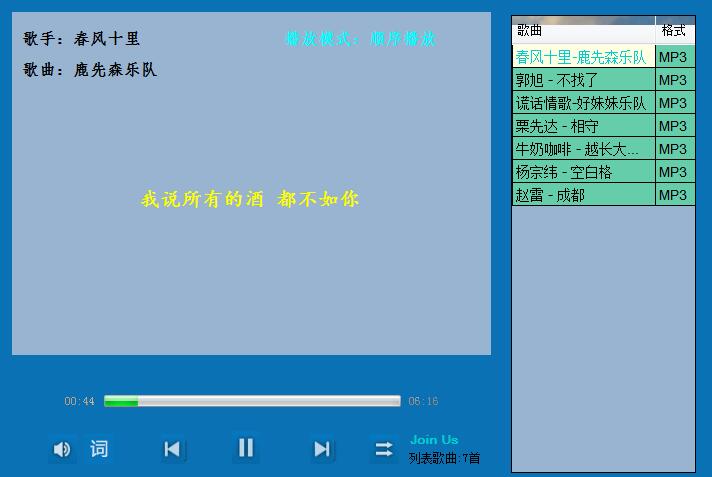 歌手：春风十里
播放模式：顺序播放
歌曲：鹿先森乐队
我说所有的酒 都不如你
00:44
06:16
词
Join Us
列表歌曲:7首
歌曲 格式
春风十里-鹿先森乐队 MP3
郭旭 - 不找了 MP3
谎话情歌-好妹妹乐队 MP3
栗先达 - 相守 MP3
牛奶咖啡 - 越长大... MP3
杨宗纬 - 空白格 MP3
赵雷 - 成都 MP3